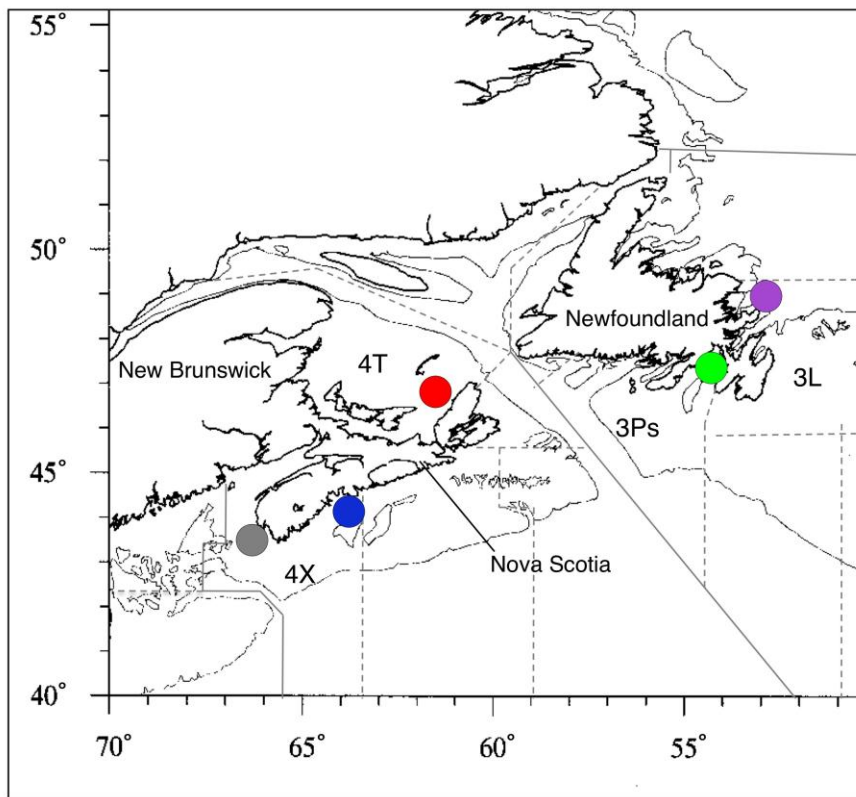 55°
50°
Newfoundland
New Brunswick
4T
3L
3Ps
45°
Nova Scotia
4X
40°
70°
65°
60°
55°